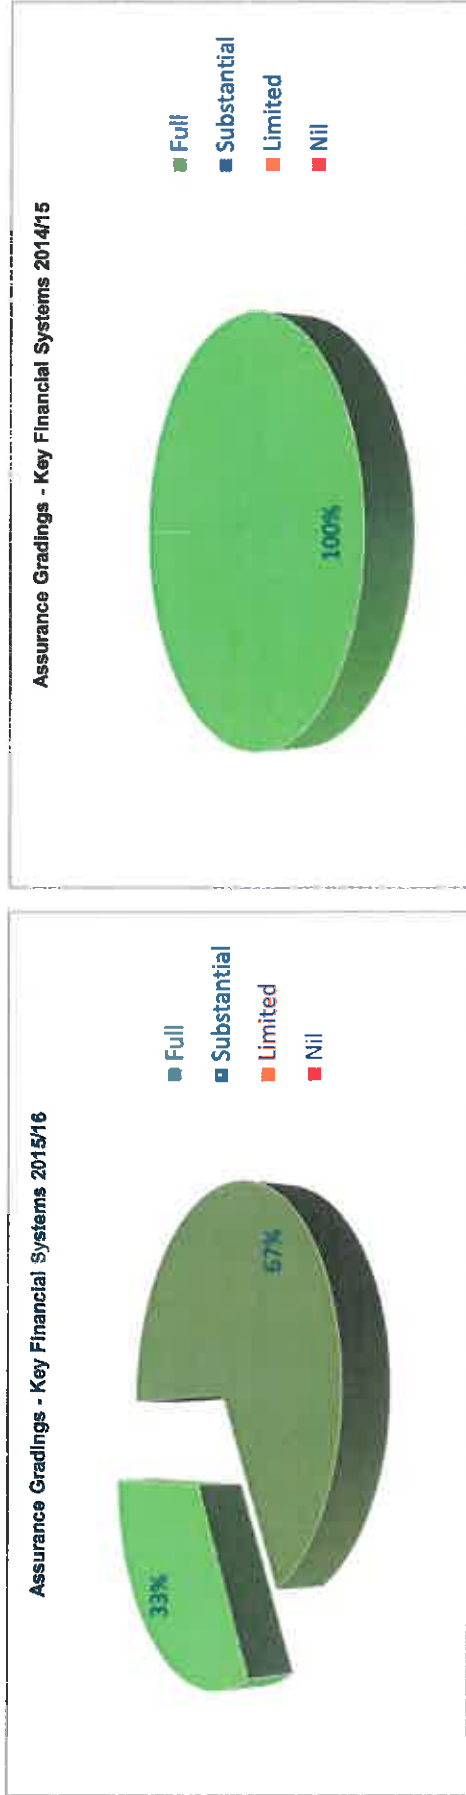 Assurance Gradings - Key Financial Systems 2015/16
33%
67%
Full
Substantial
Limited
Nil
Assurance Gradings - Key Financial Systems 2014/15
100%
Full
Substantial
Limited
Nil